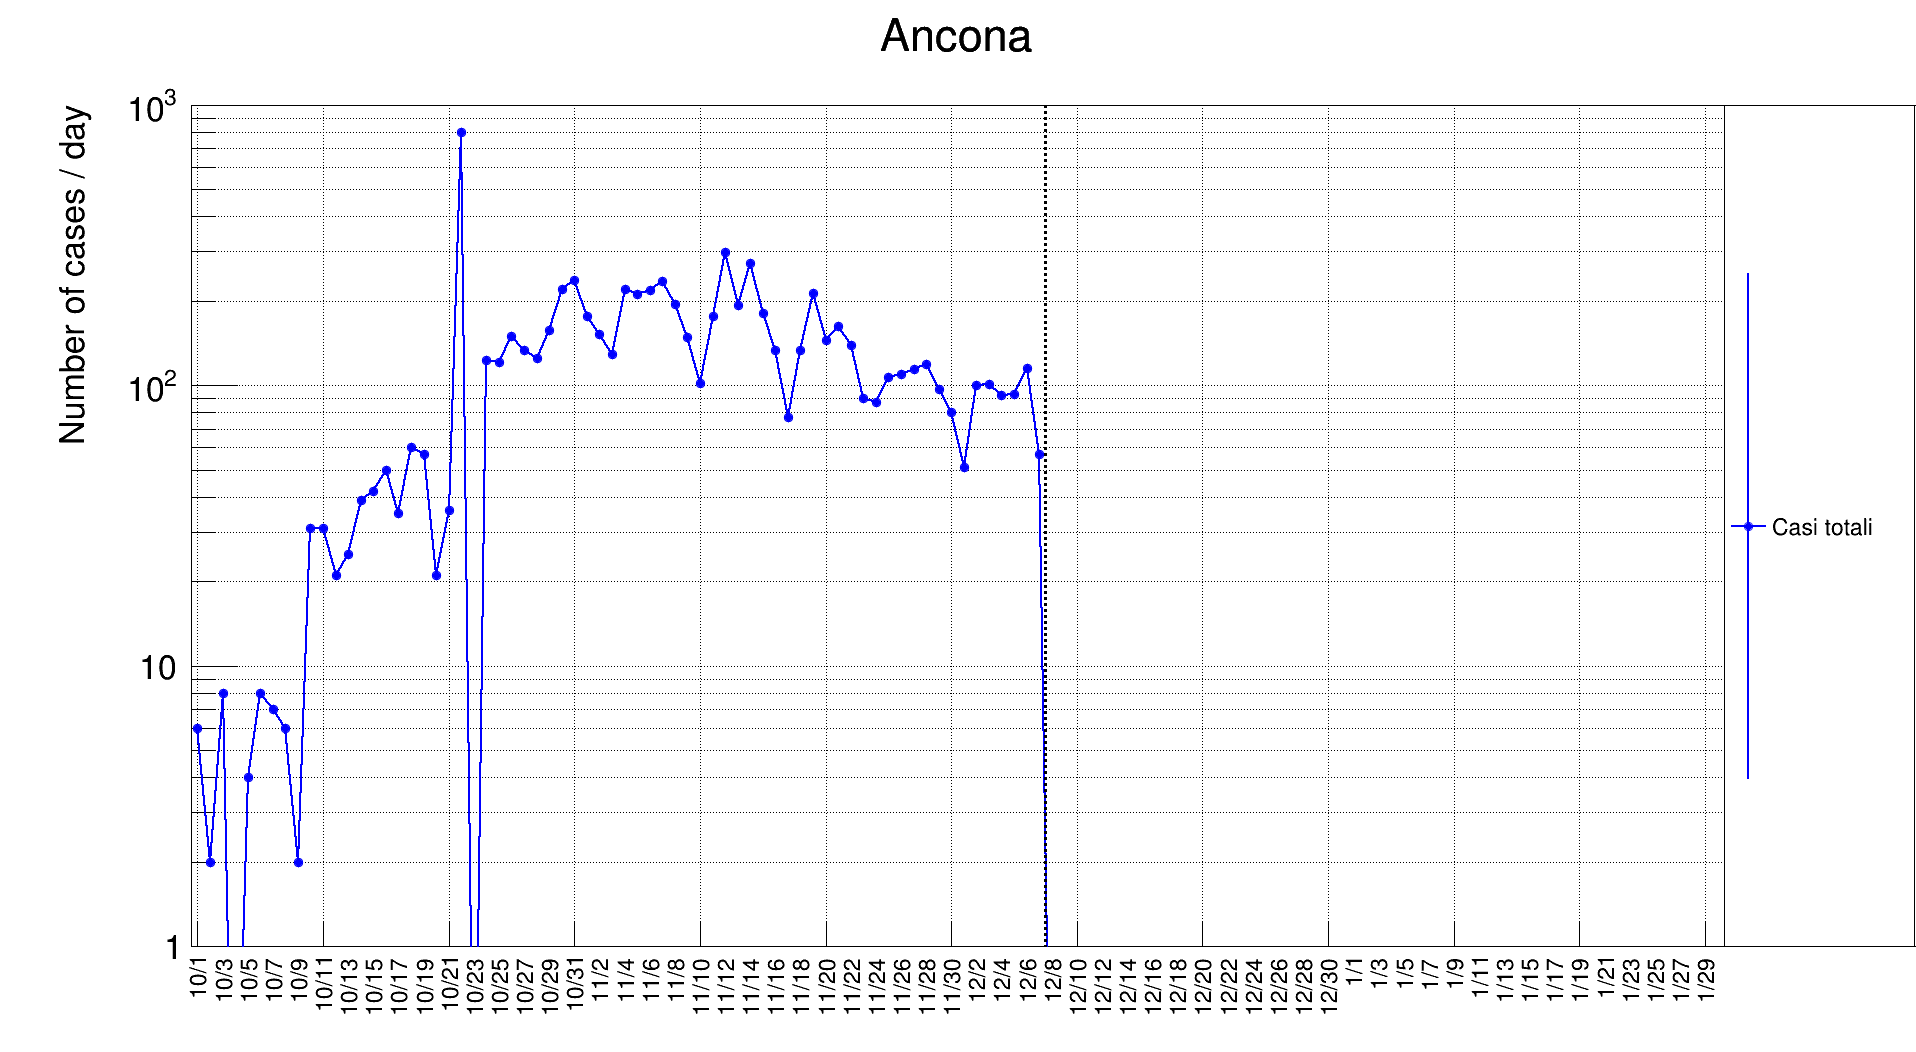 Ancona
Number of cases / day
10³
10²
10
1
10/1 10/3 10/5 10/7 10/9 10/11 10/13 10/15 10/17 10/19 10/21 10/23 10/25 10/27 10/29 10/31 11/2 11/4 11/6 11/8 11/10 11/12 11/14 11/16 11/18 11/20 11/22 11/24 11/26 11/28 11/30 12/2 12/4 12/6 12/8 12/10 12/12 12/14 12/16 12/18 12/20 12/22 12/24 12/26 12/28 12/30 1/1 1/3 1/5 1/7 1/9 1/11 1/13 1/15 1/17 1/19 1/21 1/23 1/25 1/27 1/29
Casi totali